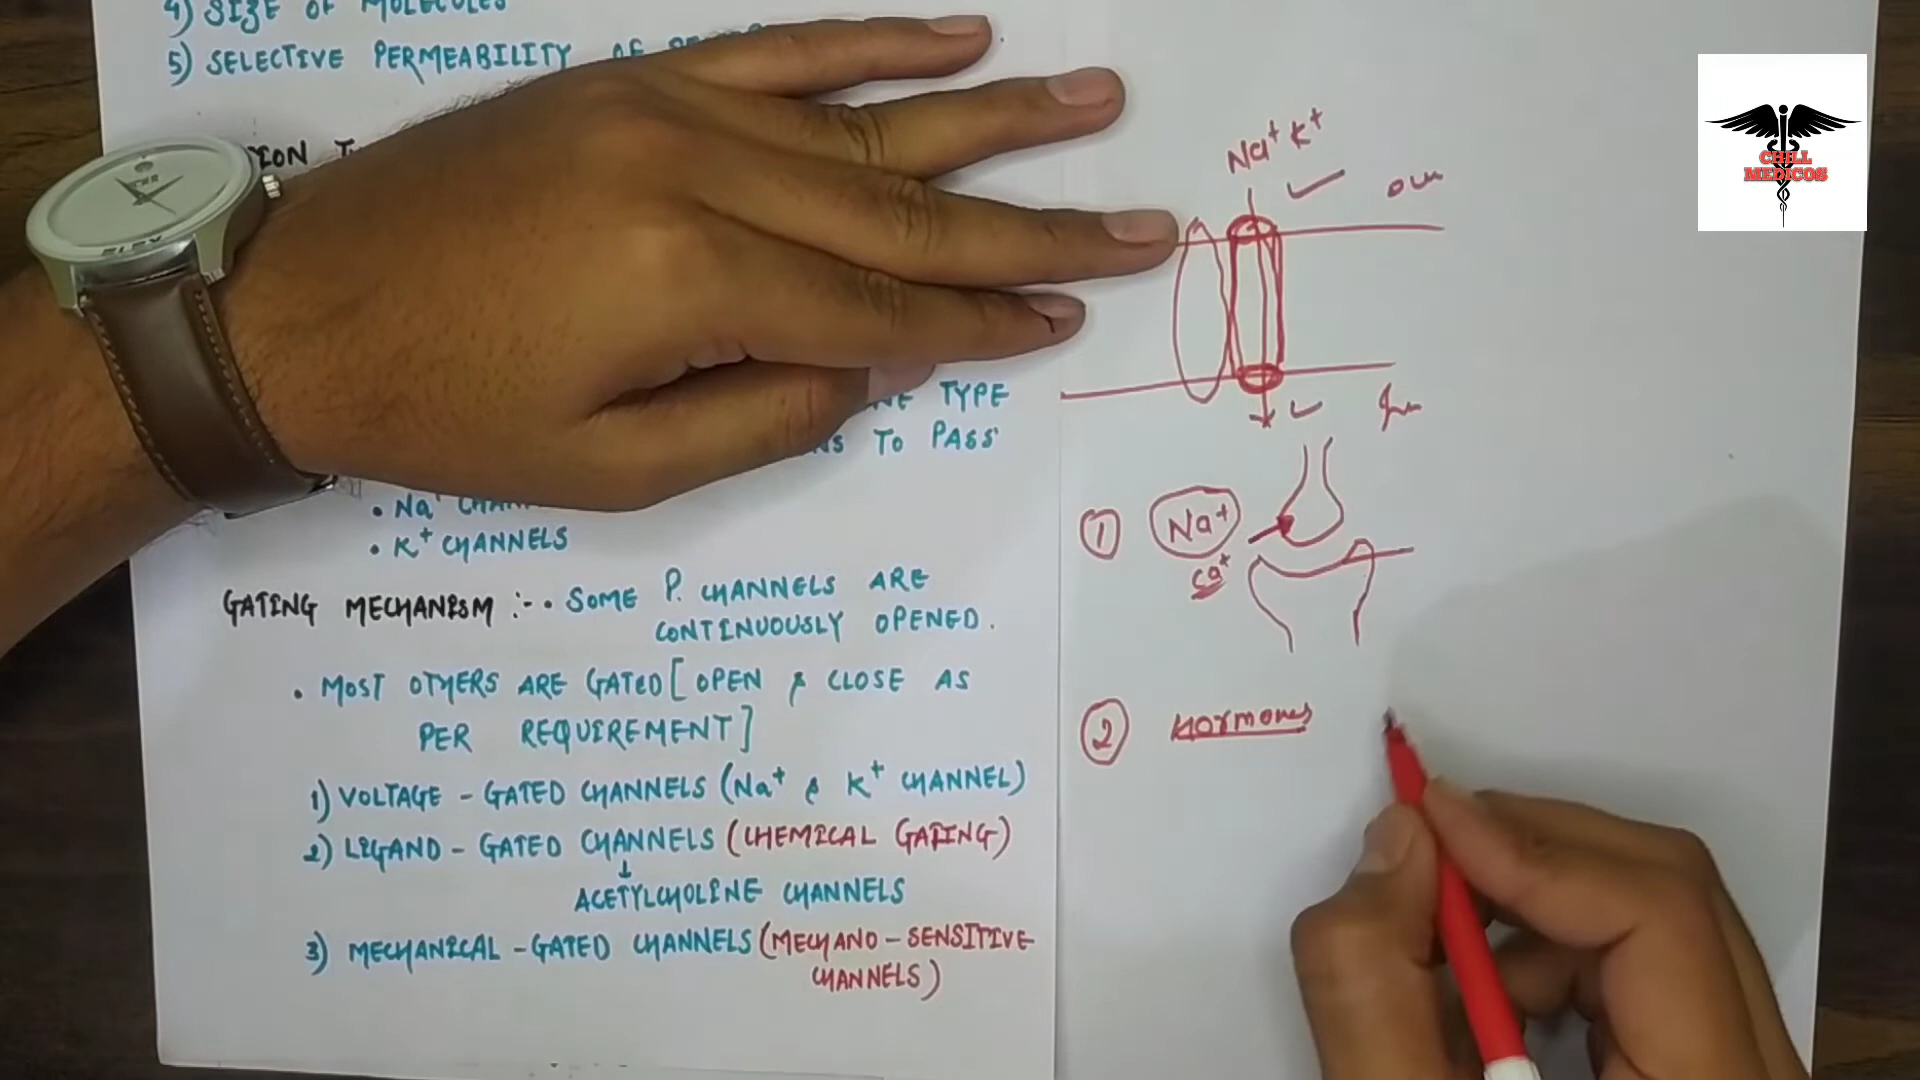 4) SIZE OF MOLECULES
5) SELECTIVE PERMEABILITY OF
TYPE
TO PASS
• Na⁺
• K⁺ CHANNELS
GATING MECHANISM :- • SOME P. CHANNELS ARE
CONTINUOUSLY OPENED.
• MOST OTHERS ARE GATED [OPEN & CLOSE AS
PER REQUIREMENT]
1) VOLTAGE - GATED CHANNELS (Na⁺ & K⁺ CHANNEL)
2) LIGAND - GATED CHANNELS (CHEMICAL GATING)
↓
ACETYLCHOLINE CHANNELS
3) MECHANICAL - GATED CHANNELS (MECHANO - SENSITIVE
CHANNELS)
Na⁺ K⁺
① Na⁺
Ca⁺
② Hormones
CHILL
MEDICOS